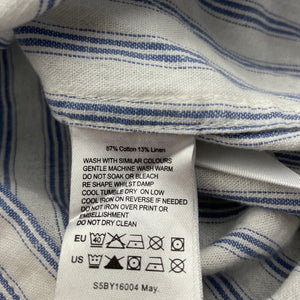 87% Cotton 13% Linen
WASH WITH SIMILAR COLOURS
GENTLE MACHINE WASH WARM
DO NOT SOAK OR BLEACH
RE SHAPE WHILST DAMP
COOL TUMBLE DRY ON LOW
COOL IRON ON REVERSE IF NEEDED
DO NOT IRON OVER PRINT OR
EMBELLISHMENT
DO NOT DRY CLEAN
EU 40
US
S5BY16004 May.